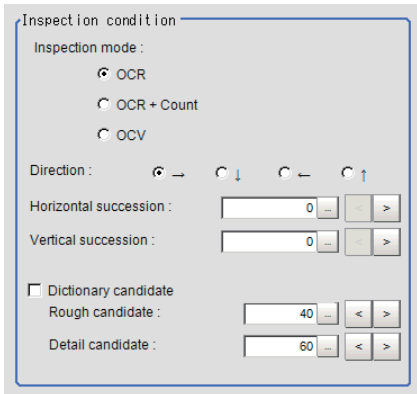 Inspection condition
Inspection mode :
OCR
OCR + Count
OCV
Direction : → ↓ ← ↑
Horizontal succession : 0 ... < >
Vertical succession : 0 ... < >
Dictionary candidate
Rough candidate : 40 ... < >
Detail candidate : 60 ... < >